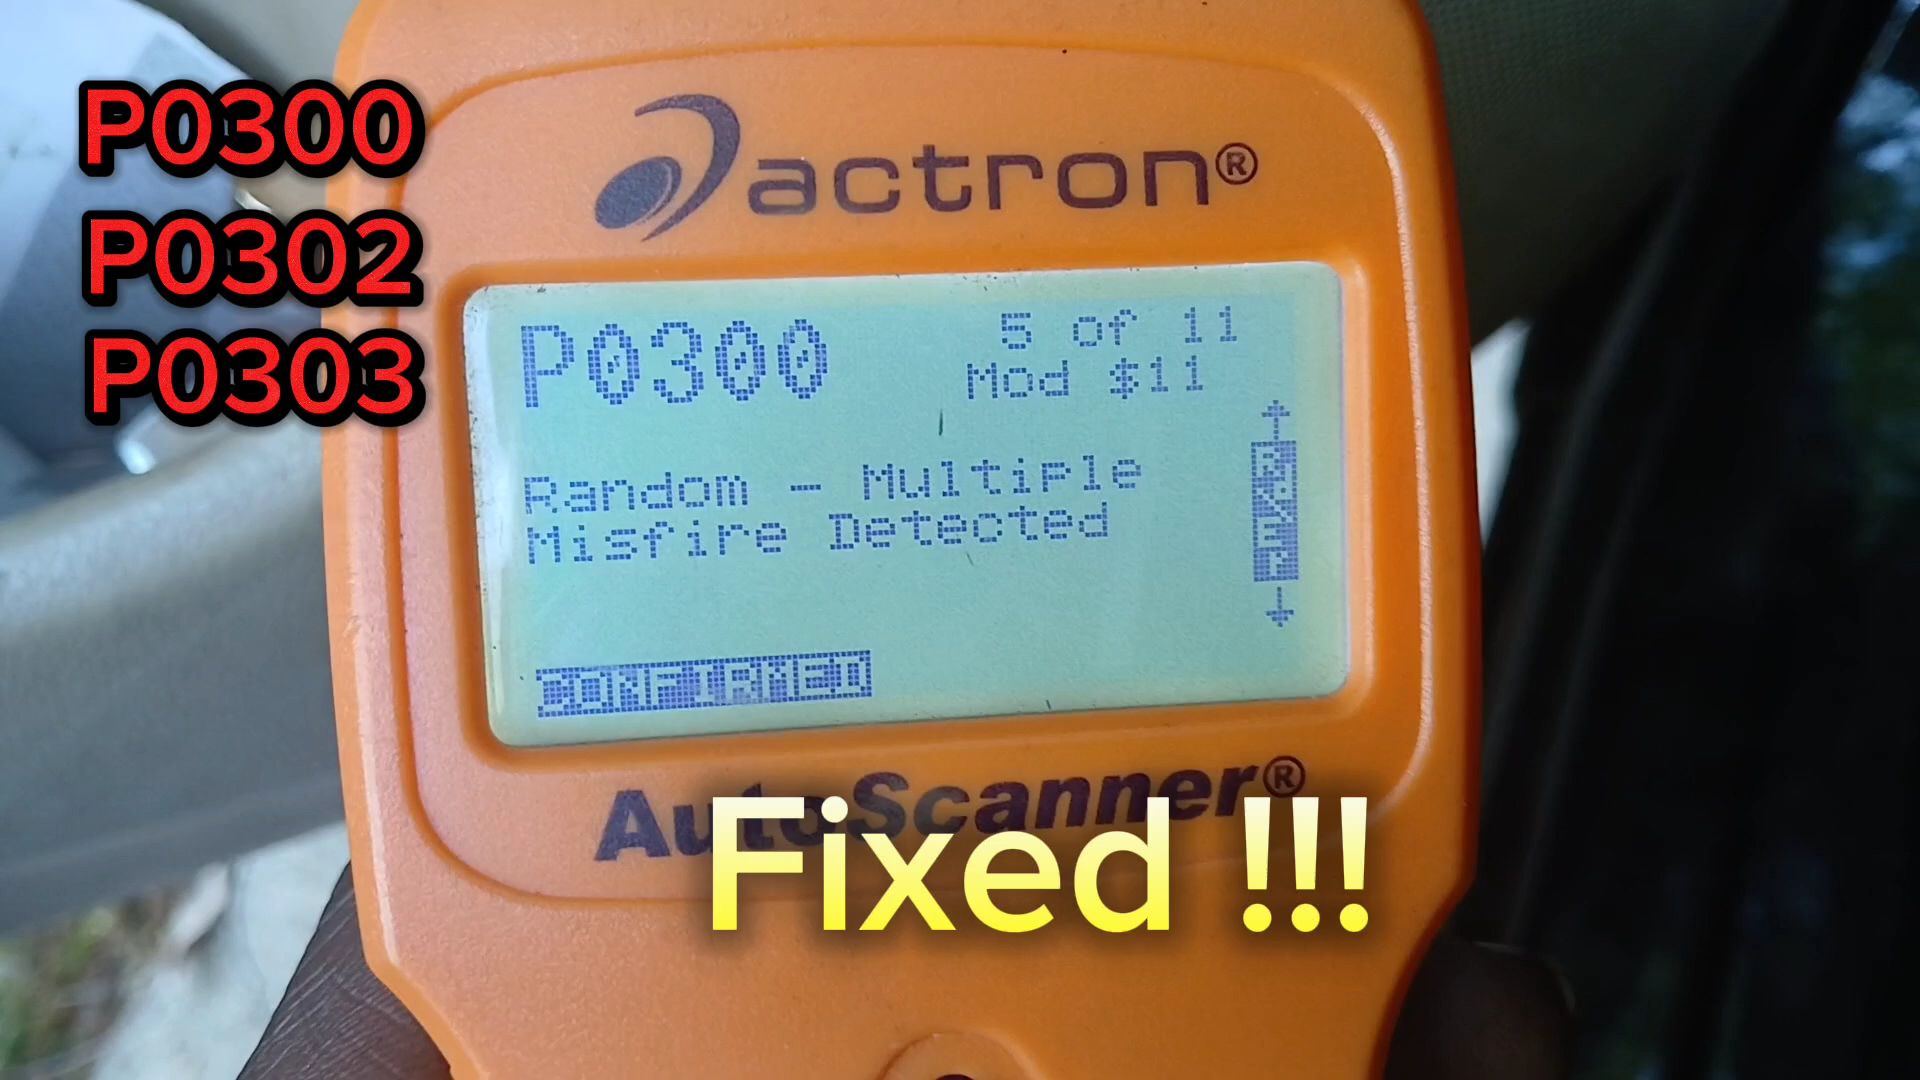 P0300
P0302
P0303
actron®
P0300 5 of 11
Mod $11
Random - Multiple
Misfire Detected
CONFIRMED
AutoScanner®
Fixed !!!